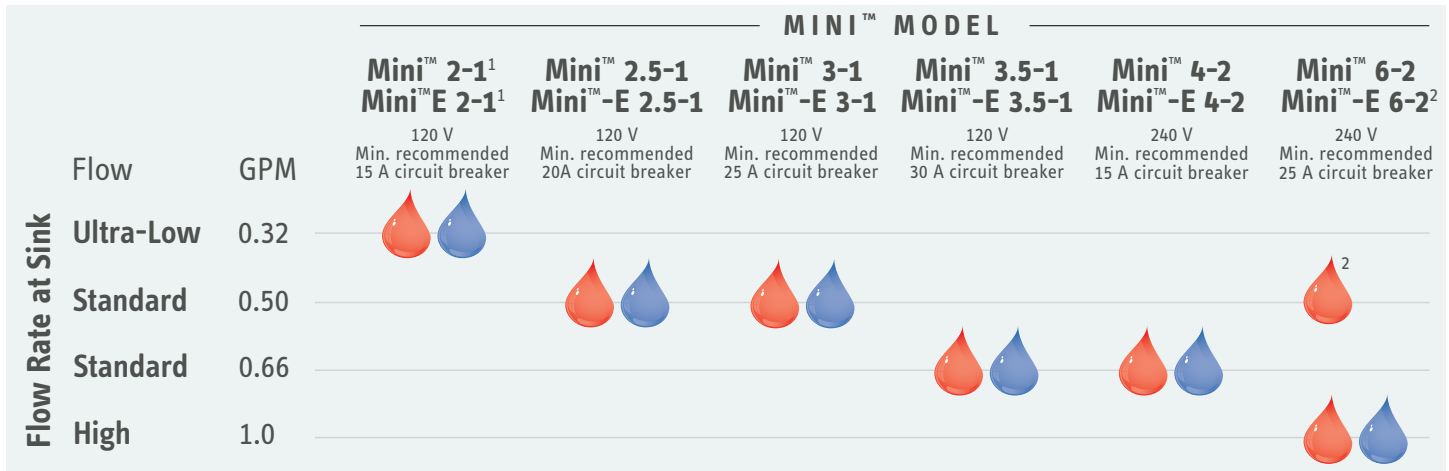 MINI™ MODEL
Mini™ 2-1¹ Mini™ 2.5-1 Mini™ 3-1 Mini™ 3.5-1 Mini™ 4-2 Mini™ 6-2
Mini™E 2-1¹ Mini™-E 2.5-1 Mini™-E 3-1 Mini™-E 3.5-1 Mini™-E 4-2 Mini™-E 6-2²
120 V 120 V 120 V 120 V 240 V 240 V
Min. recommended Min. recommended Min. recommended Min. recommended Min. recommended Min. recommended
Flow GPM 15 A circuit breaker 20A circuit breaker 25 A circuit breaker 30 A circuit breaker 15 A circuit breaker 25 A circuit breaker
Flow Rate at Sink
Ultra-Low 0.32
Standard 0.50 2
Standard 0.66
High 1.0